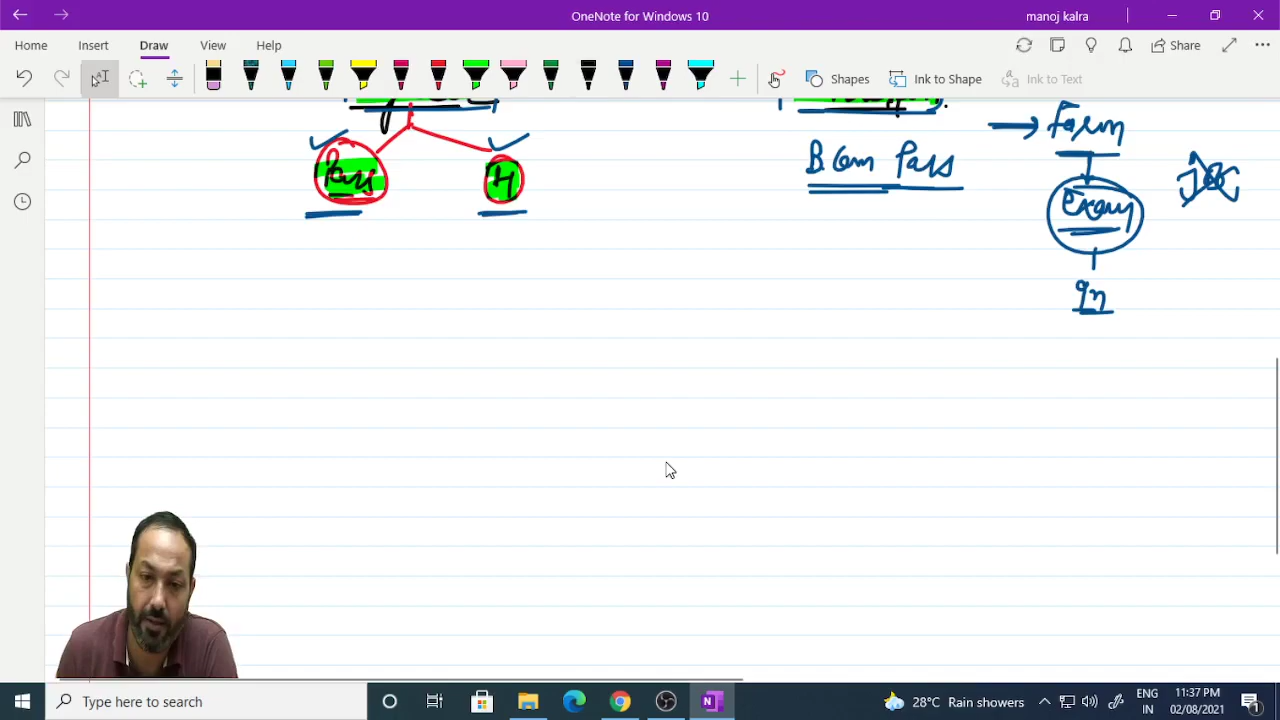 OneNote for Windows 10
manoj kalra
Home Insert Draw View Help
Share
Shapes
Ink to Shape
Ink to Text
Pass
H
B Com Pass
Form
Exam
Type here to search
28°C Rain showers
ENG
IN
11:37 PM
02/08/2021
1